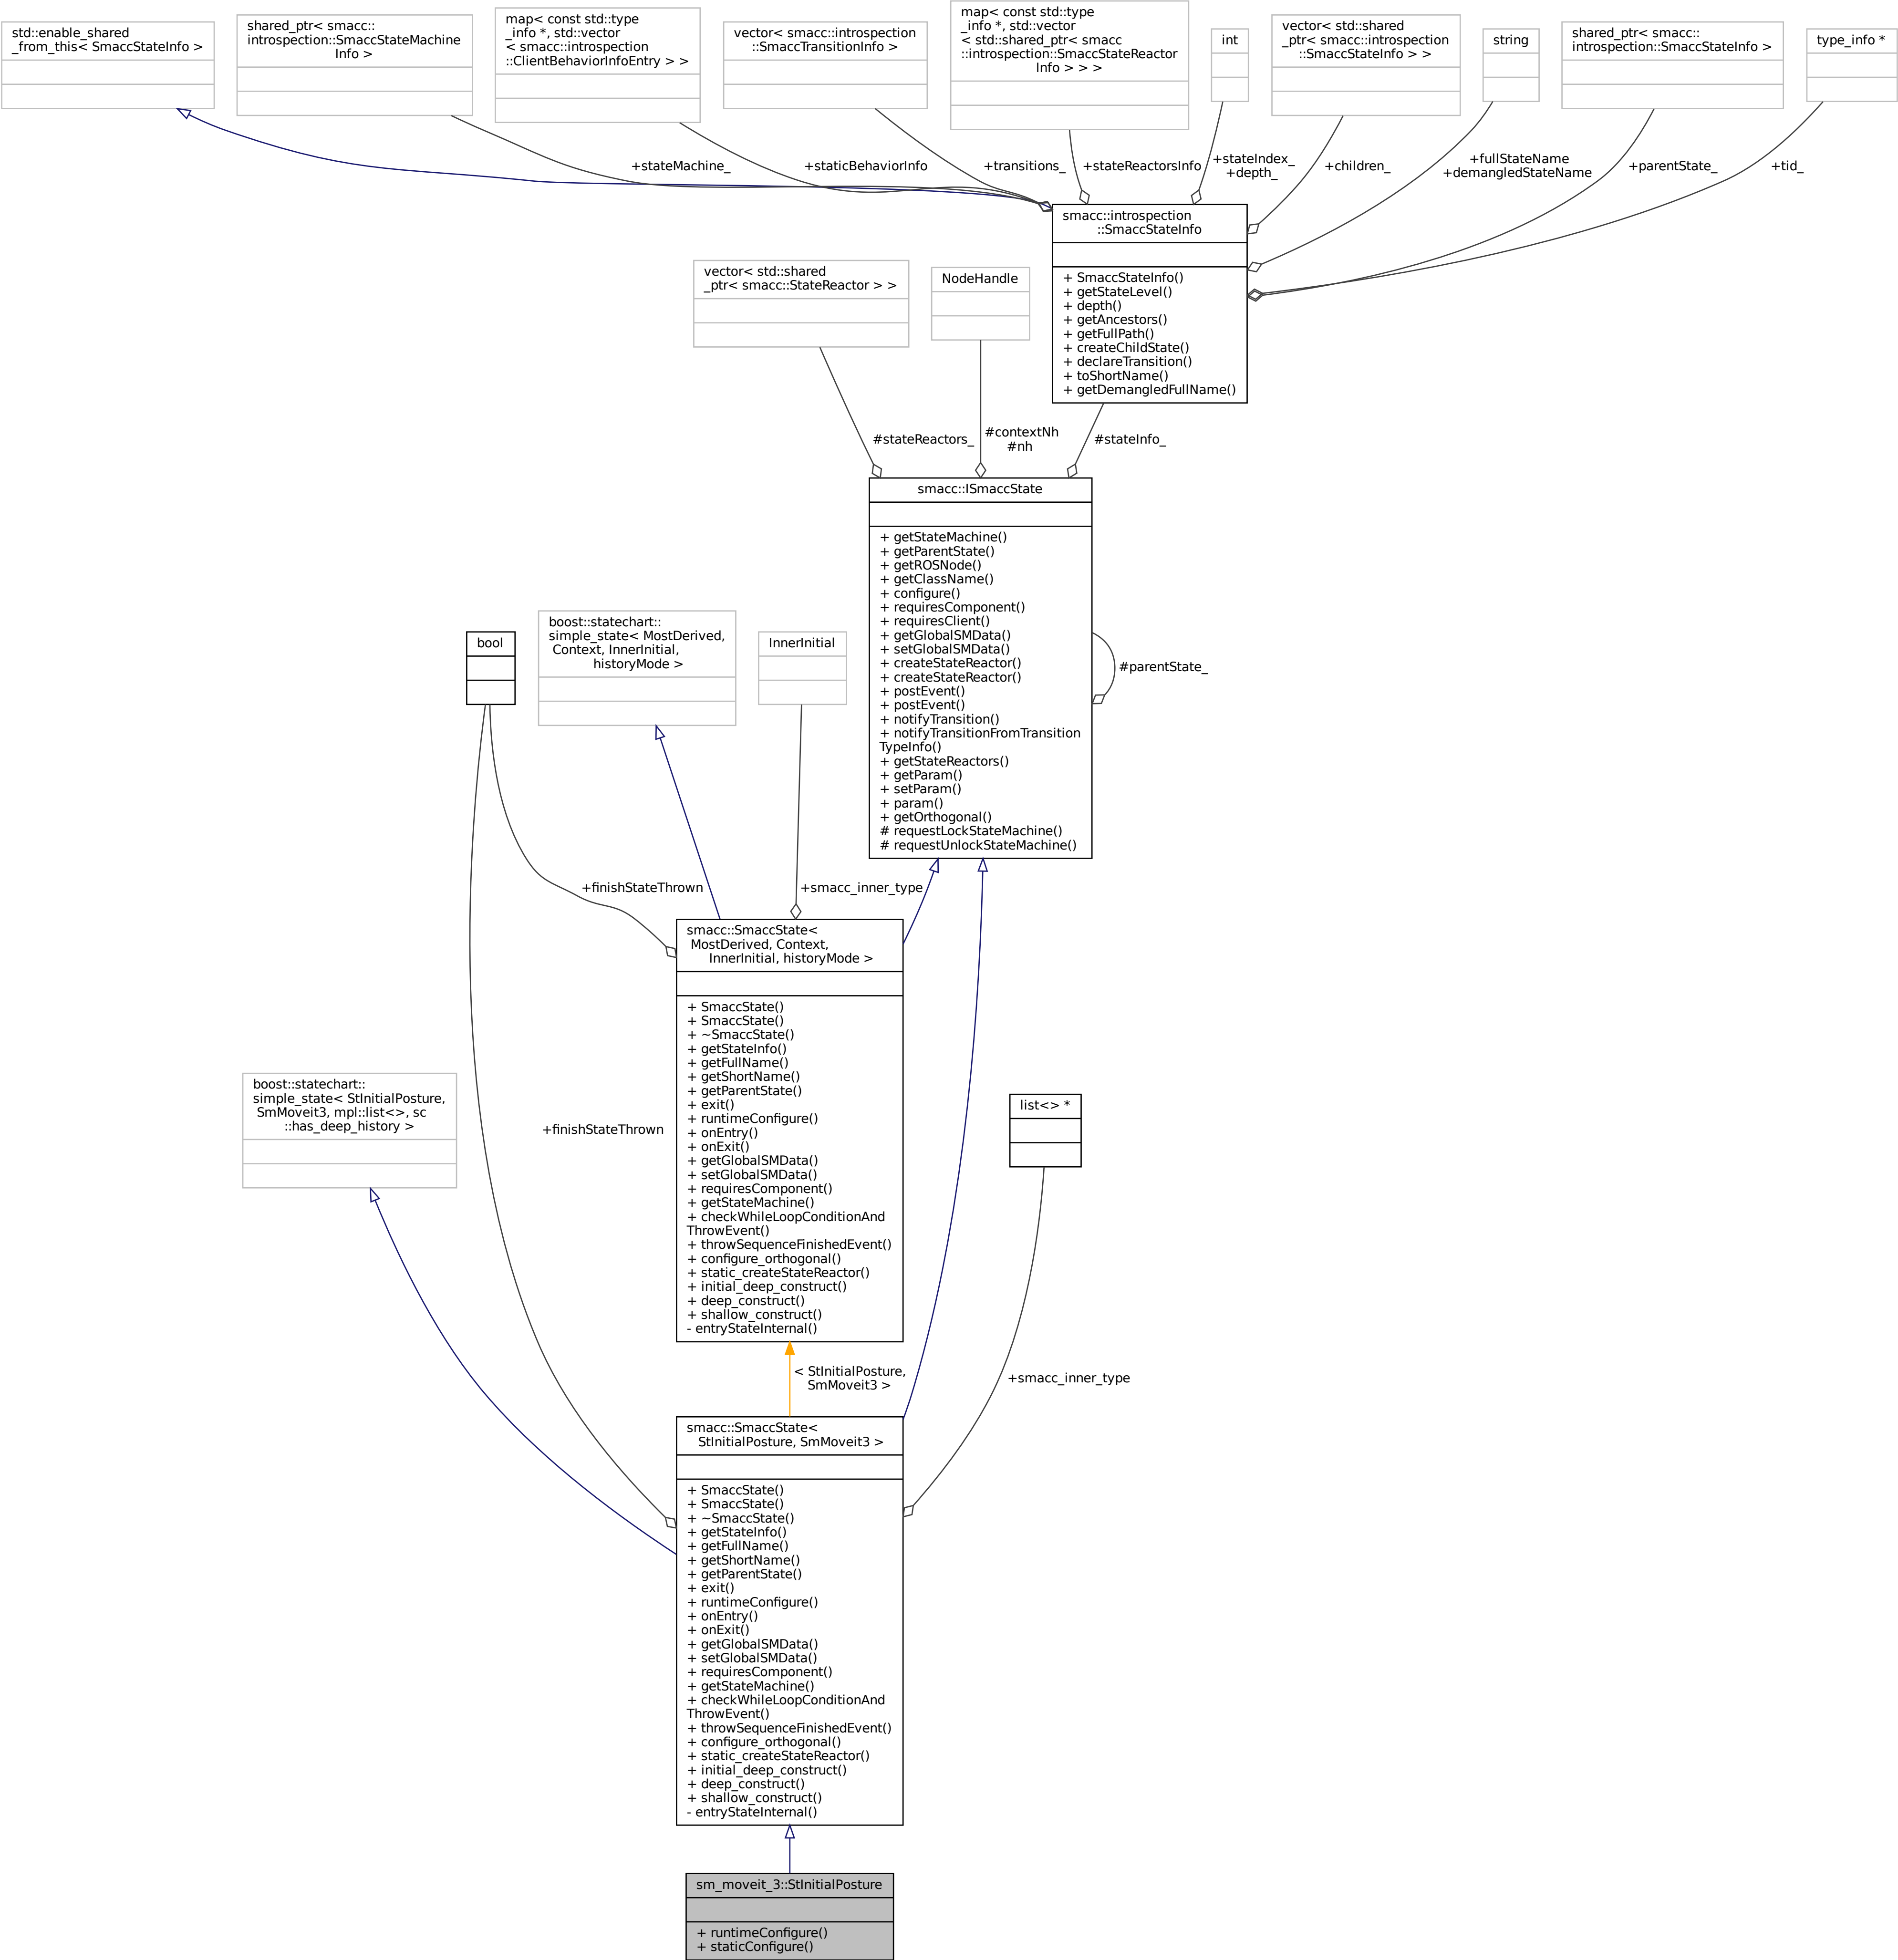 std::enable_shared
_from_this< SmaccStateInfo >
shared_ptr< smacc::
introspection::SmaccStateMachine
Info >
map< const std::type
_info *, std::vector
< smacc::introspection
::ClientBehaviorInfoEntry > >
vector< smacc::introspection
::SmaccTransitionInfo >
map< const std::type
_info *, std::vector
< std::shared_ptr< smacc
::introspection::SmaccStateReactor
Info > > >
int
vector< std::shared
_ptr< smacc::introspection
::SmaccStateInfo > >
string
shared_ptr< smacc::
introspection::SmaccStateInfo >
type_info *
+stateMachine_
+staticBehaviorInfo
+transitions_
+stateReactorsInfo
+stateIndex_
+depth_
+children_
+fullStateName
+demangledStateName
+parentState_
+tid_
smacc::introspection
::SmaccStateInfo
+ SmaccStateInfo()
+ getStateLevel()
+ depth()
+ getAncestors()
+ getFullPath()
+ createChildState()
+ declareTransition()
+ toShortName()
+ getDemangledFullName()
vector< std::shared
_ptr< smacc::StateReactor > >
NodeHandle
#stateReactors_
#contextNh
#nh
#stateInfo_
smacc::ISmaccState
+ getStateMachine()
+ getParentState()
+ getROSNode()
+ getClassName()
+ configure()
+ requiresComponent()
+ requiresClient()
+ getGlobalSMData()
+ setGlobalSMData()
+ createStateReactor()
+ createStateReactor()
+ postEvent()
+ postEvent()
+ notifyTransition()
+ notifyTransitionFromTransition
TypeInfo()
+ getStateReactors()
+ getParam()
+ setParam()
+ param()
+ getOrthogonal()
# requestLockStateMachine()
# requestUnlockStateMachine()
#parentState_
bool
boost::statechart::
simple_state< MostDerived,
Context, InnerInitial,
historyMode >
InnerInitial
+finishStateThrown
+smacc_inner_type
smacc::SmaccState<
MostDerived, Context,
InnerInitial, historyMode >
+ SmaccState()
+ SmaccState()
+ ~SmaccState()
+ getStateInfo()
+ getFullName()
+ getShortName()
+ getParentState()
+ exit()
+ runtimeConfigure()
+ onEntry()
+ onExit()
+ getGlobalSMData()
+ setGlobalSMData()
+ requiresComponent()
+ getStateMachine()
+ checkWhileLoopConditionAnd
ThrowEvent()
+ throwSequenceFinishedEvent()
+ configure_orthogonal()
+ static_createStateReactor()
+ initial_deep_construct()
+ deep_construct()
+ shallow_construct()
- entryStateInternal()
boost::statechart::
simple_state< StInitialPosture,
SmMoveit3, mpl::list<>, sc
::has_deep_history >
+finishStateThrown
list<> *
< StInitialPosture,
SmMoveit3 >
+smacc_inner_type
smacc::SmaccState<
StInitialPosture, SmMoveit3 >
+ SmaccState()
+ SmaccState()
+ ~SmaccState()
+ getStateInfo()
+ getFullName()
+ getShortName()
+ getParentState()
+ exit()
+ runtimeConfigure()
+ onEntry()
+ onExit()
+ getGlobalSMData()
+ setGlobalSMData()
+ requiresComponent()
+ getStateMachine()
+ checkWhileLoopConditionAnd
ThrowEvent()
+ throwSequenceFinishedEvent()
+ configure_orthogonal()
+ static_createStateReactor()
+ initial_deep_construct()
+ deep_construct()
+ shallow_construct()
- entryStateInternal()
sm_moveit_3::StInitialPosture
+ runtimeConfigure()
+ staticConfigure()